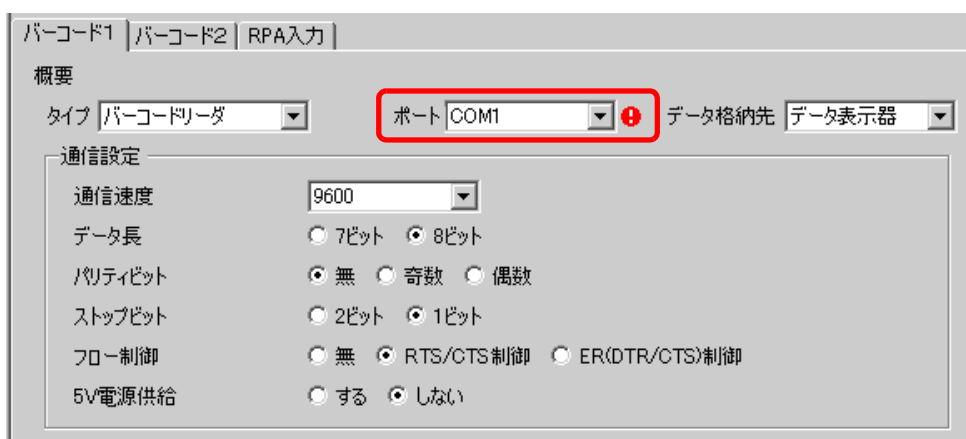 バーコード1 バーコード2 RPA入力
概要
タイプ バーコードリーダ ポート COM1 データ格納先 データ表示器
通信設定
通信速度 9600
データ長 7ビット 8ビット
パリティビット 無 奇数 偶数
ストップビット 2ビット 1ビット
フロー制御 無 RTS/CTS制御 ER(DTR/CTS)制御
5V電源供給 する しない